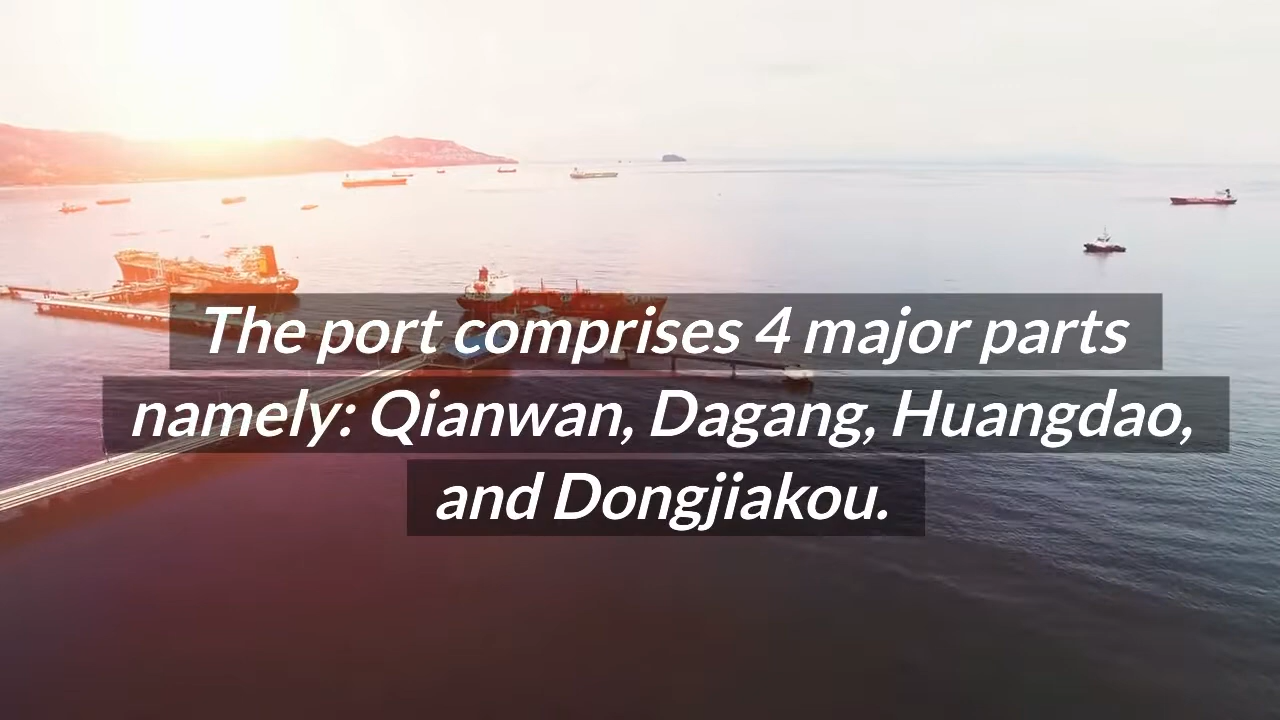 The port comprises 4 major parts
namely: Qianwan, Dagang, Huangdao,
and Dongjiakou.